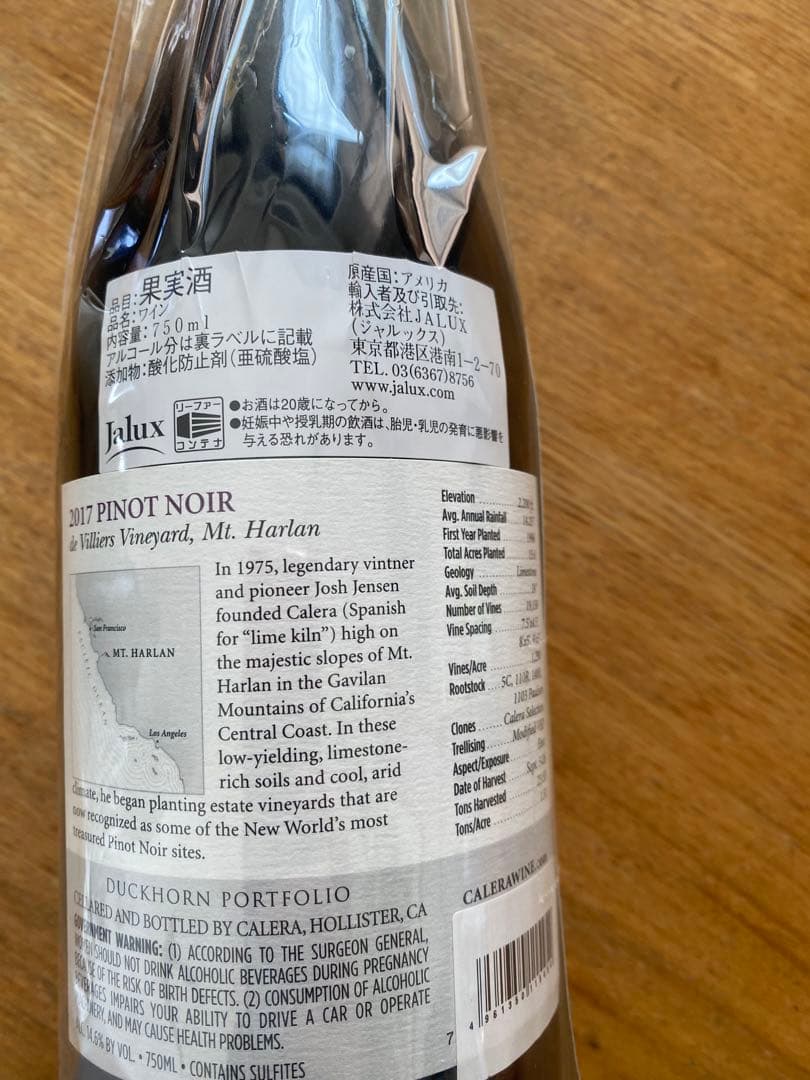 品目:果実酒
品名:ワイン
内容量:750ml
アルコール分は裏ラベルに記載
添加物:酸化防止剤(亜硫酸塩)
原産国:アメリカ
輸入者及び引取先:
株式会社JALUX
(ジャルックス)
東京都港区港南1-2-70
TEL. 03(6367)8756
www.jalux.com
Jalux
リーファー
コンテナ
●お酒は20歳になってから。
●妊娠中や授乳期の飲酒は、胎児・乳児の発育に悪影響を
与える恐れがあります。
2017 PINOT NOIR
de Villiers Vineyard, Mt. Harlan
San Francisco
MT. HARLAN
PACIFIC OCEAN
Los Angeles
In 1975, legendary vintner
and pioneer Josh Jensen
founded Calera (Spanish
for “lime kiln”) high on
the majestic slopes of Mt.
Harlan in the Gavilan
Mountains of California’s
Central Coast. In these
low-yielding, limestone-
rich soils and cool, arid
climate, he began planting estate vineyards that are
now recognized as some of the New World’s most
treasured Pinot Noir sites.
Elevation
Avg. Annual Rainfall
First Year Planted
Total Acres Planted
Geology
Avg. Soil Depth
Number of Vines
Vine Spacing
Vines/Acre
Rootstock 5C, 110R,
Clones Calera
Trellising
Aspect/Exposure
Date of Harvest
Tons Harvested
Tons/Acre
DUCKHORN PORTFOLIO
CELLARED AND BOTTLED BY CALERA, HOLLISTER, CA
GOVERNMENT WARNING: (1) ACCORDING TO THE SURGEON GENERAL,
WOMEN SHOULD NOT DRINK ALCOHOLIC BEVERAGES DURING PREGNANCY
BECAUSE OF THE RISK OF BIRTH DEFECTS. (2) CONSUMPTION OF ALCOHOLIC
BEVERAGES IMPAIRS YOUR ABILITY TO DRIVE A CAR OR OPERATE
MACHINERY, AND MAY CAUSE HEALTH PROBLEMS.
ALC. 14.6% BY VOL. • 750ML • CONTAINS SULFITES
CALERAWINE.com
7